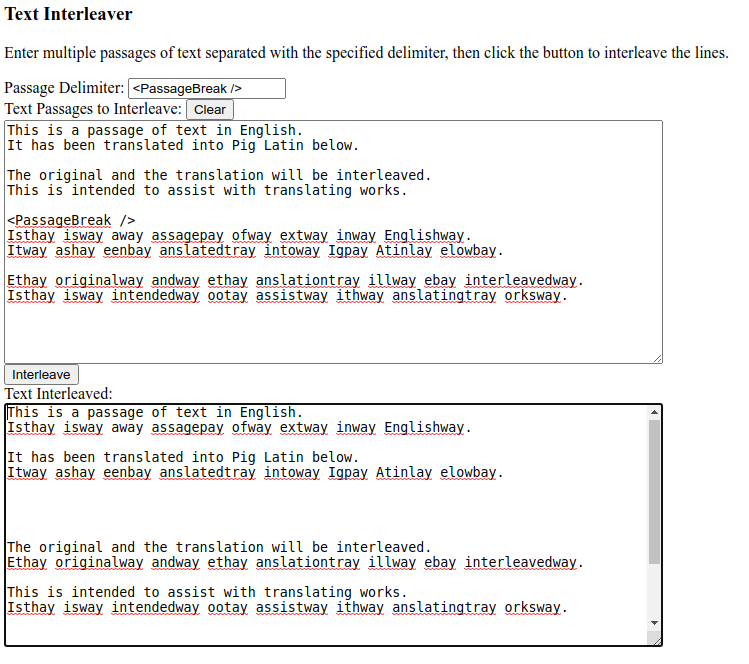 Text Interleaver
Enter multiple passages of text separated with the specified delimiter, then click the button to interleave the lines.
Passage Delimiter: <PassageBreak />
Text Passages to Interleave: Clear
This is a passage of text in English.
It has been translated into Pig Latin below.
The original and the translation will be interleaved.
This is intended to assist with translating works.
<PassageBreak />
Isthay isway away assagepay ofway extway inway Englishway.
Itway ashay eenbay anslatedtray intoway Igpay Atinlay elowbay.
Ethay originalway andway ethay anslationtray illway ebay interleavedway.
Isthay isway intendedway ootay assistway ithway anslatingtray orksway.
Interleave
Text Interleaved:
This is a passage of text in English.
Isthay isway away assagepay ofway extway inway Englishway.
It has been translated into Pig Latin below.
Itway ashay eenbay anslatedtray intoway Igpay Atinlay elowbay.
The original and the translation will be interleaved.
Ethay originalway andway ethay anslationtray illway ebay interleavedway.
This is intended to assist with translating works.
Isthay isway intendedway ootay assistway ithway anslatingtray orksway.